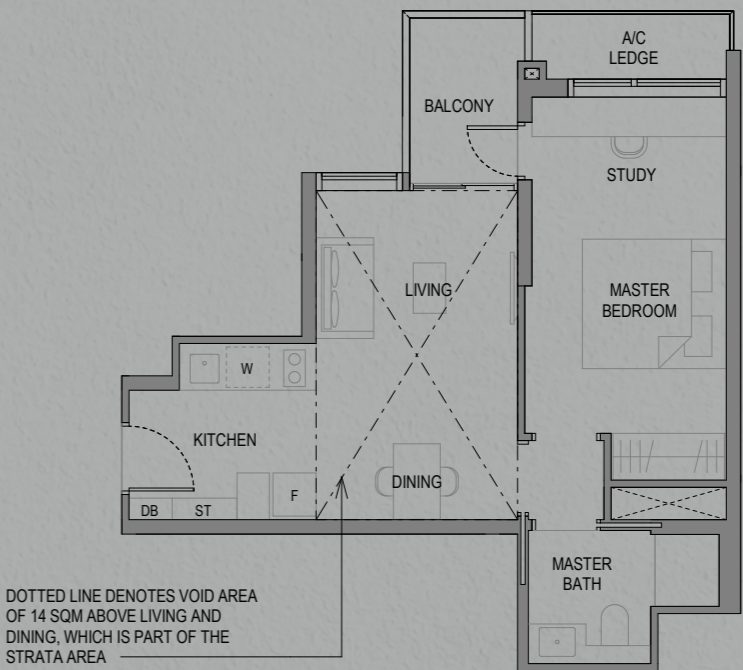 A/C
LEDGE
BALCONY
STUDY
LIVING
MASTER
BEDROOM
W
KITCHEN
DINING
F
DB
ST
MASTER
BATH
DOTTED LINE DENOTES VOID AREA
OF 14 SQM ABOVE LIVING AND
DINING, WHICH IS PART OF THE
STRATA AREA